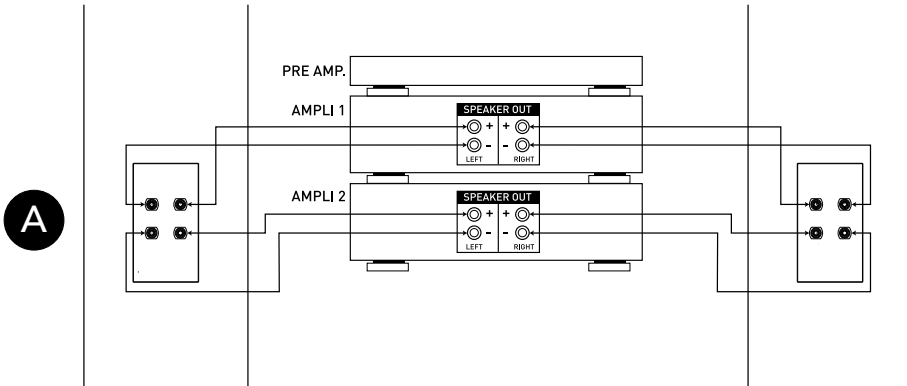 PRE AMP.
AMPLI 1
SPEAKER OUT
+ +
- -
LEFT RIGHT
A
AMPLI 2
SPEAKER OUT
+ +
- -
LEFT RIGHT